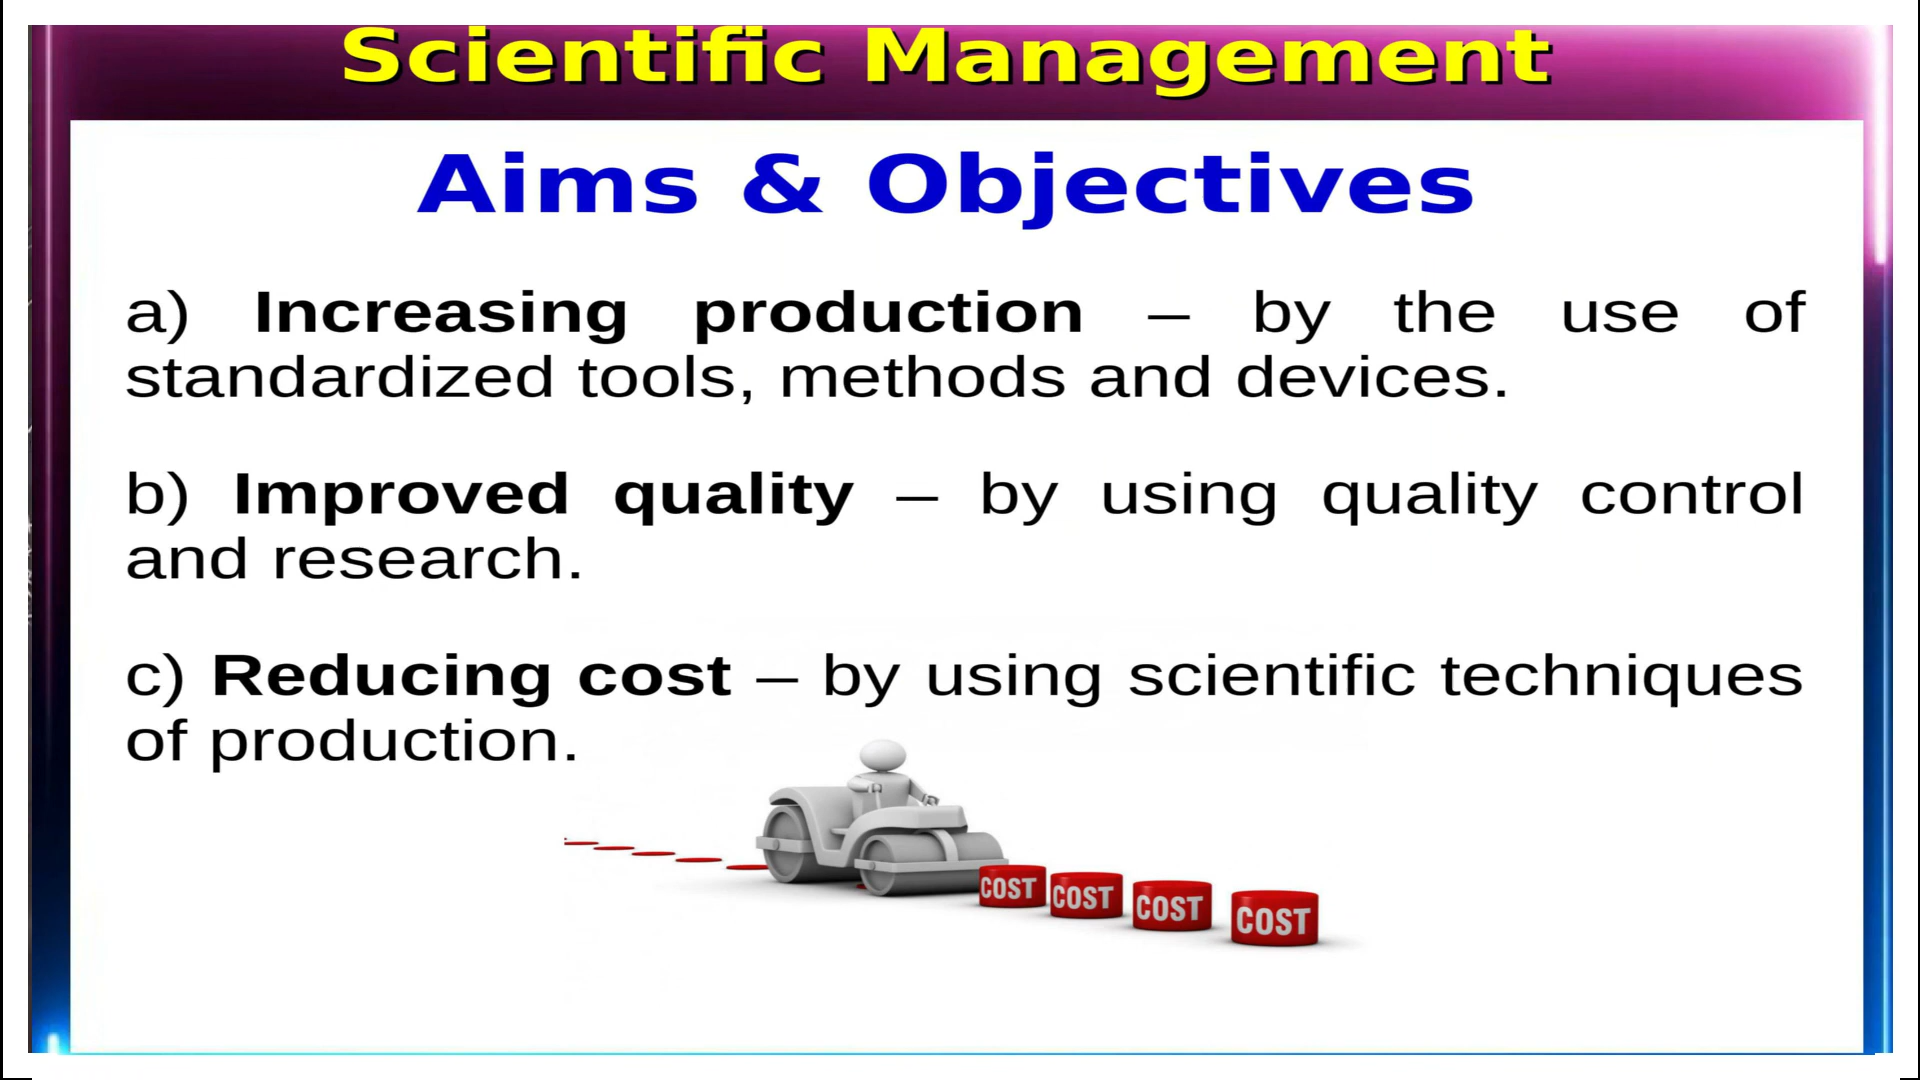 Scientific Management
Aims & Objectives
a) Increasing production – by the use of
standardized tools, methods and devices.
b) Improved quality – by using quality control
and research.
c) Reducing cost – by using scientific techniques
of production.
COST
COST
COST
COST